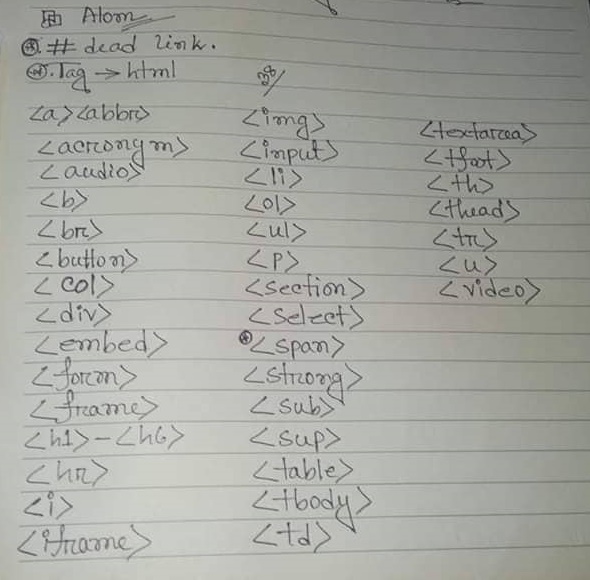 Atom
# dead link.
Tag → html
<a> <abbr>
<acronym>
<audio>
<b>
<br>
<button>
<col>
<div>
<embed>
<form>
<frame>
<h1> - <h6>
<hr>
<i>
<iframe>
<img>
<input>
<li>
<ol>
<ul>
<p>
<section>
<select>
<span>
<strong>
<sub>
<sup>
<table>
<tbody>
<td>
<textarea>
<tfoot>
<th>
<thead>
<tr>
<u>
<video>